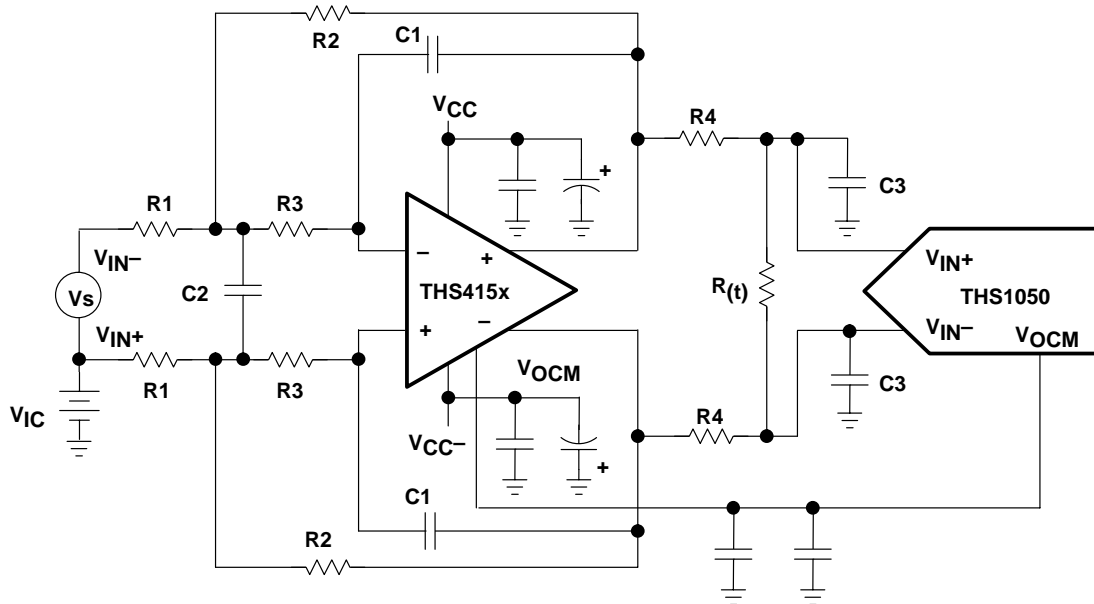 R2
C1
VCC
R4
+
C3
R1
R3
VIN–
–
+
VIN+
Vs
C2
THS415x
R(t)
THS1050
VIN+
+
–
VIN–
VOCM
R1
R3
VOCM
C3
VIC
R4
VCC–
+
C1
R2